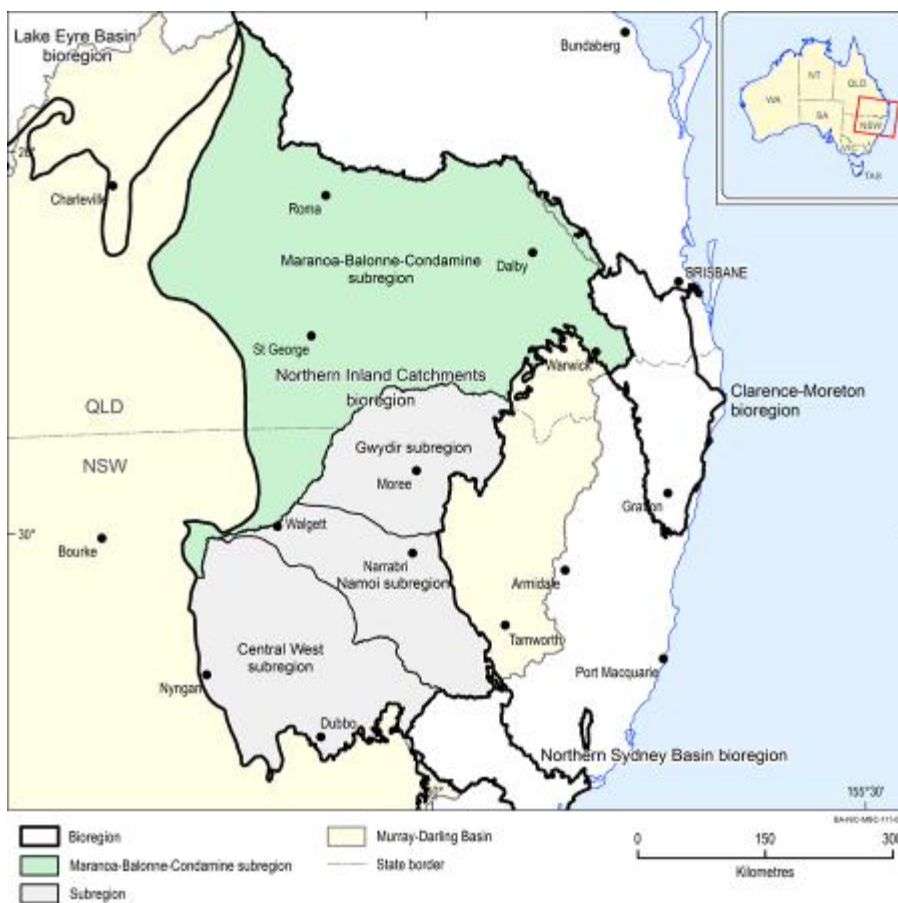 Lake Eyre Basin
bioregion
Bundaberg
NT
QLD
WA
SA
NSW
VIC
TAS
26°
Charleville
Roma
Maranoa-Balonne-Condamine
subregion
Dalby
BRISBANE
St George
Warwick
Northern Inland Catchments
bioregion
Clarence-Moreton
bioregion
QLD
NSW
Gwydir subregion
Moree
Grafton
30°
Walgett
Bourke
Narrabri
Namoi subregion
Armidale
Tamworth
Central West
subregion
Port Macquarie
Nyngan
Dubbo
Northern Sydney Basin bioregion
155°30'
Bioregion
Maranoa-Balonne-Condamine subregion
Subregion
Murray-Darling Basin
State border
0 150 300
Kilometres